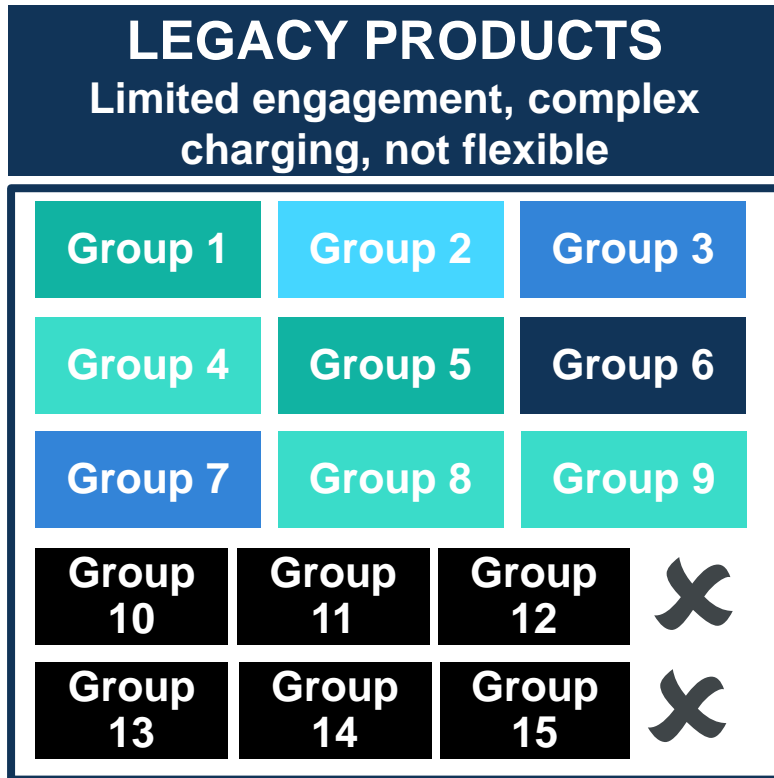 LEGACY PRODUCTS
Limited engagement, complex
charging, not flexible
Group 1
Group 2
Group 3
Group 4
Group 5
Group 6
Group 7
Group 8
Group 9
Group
10
Group
11
Group
12
Group
13
Group
14
Group
15